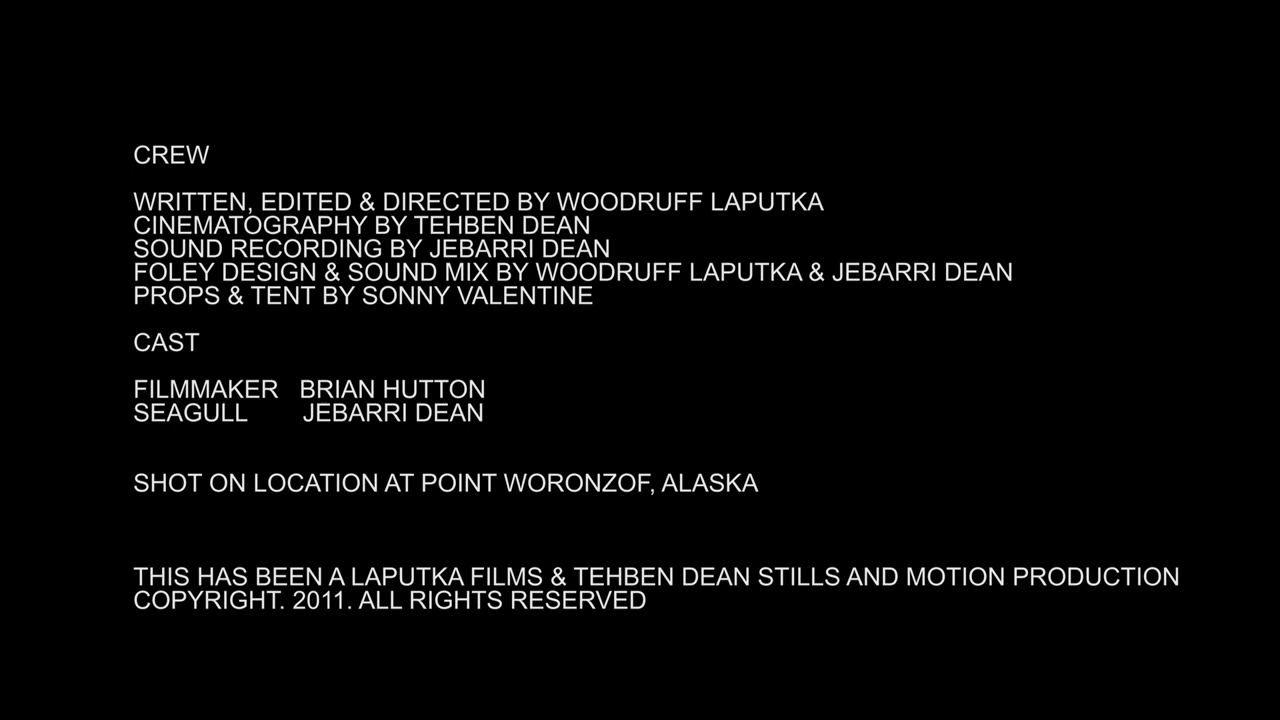 CREW
WRITTEN, EDITED & DIRECTED BY WOODRUFF LAPUTKA
CINEMATOGRAPHY BY TEHBEN DEAN
SOUND RECORDING BY JEBARRI DEAN
FOLEY DESIGN & SOUND MIX BY WOODRUFF LAPUTKA & JEBARRI DEAN
PROPS & TENT BY SONNY VALENTINE
CAST
FILMMAKER BRIAN HUTTON
SEAGULL JEBARRI DEAN
SHOT ON LOCATION AT POINT WORONZOF, ALASKA
THIS HAS BEEN A LAPUTKA FILMS & TEHBEN DEAN STILLS AND MOTION PRODUCTION
COPYRIGHT. 2011. ALL RIGHTS RESERVED